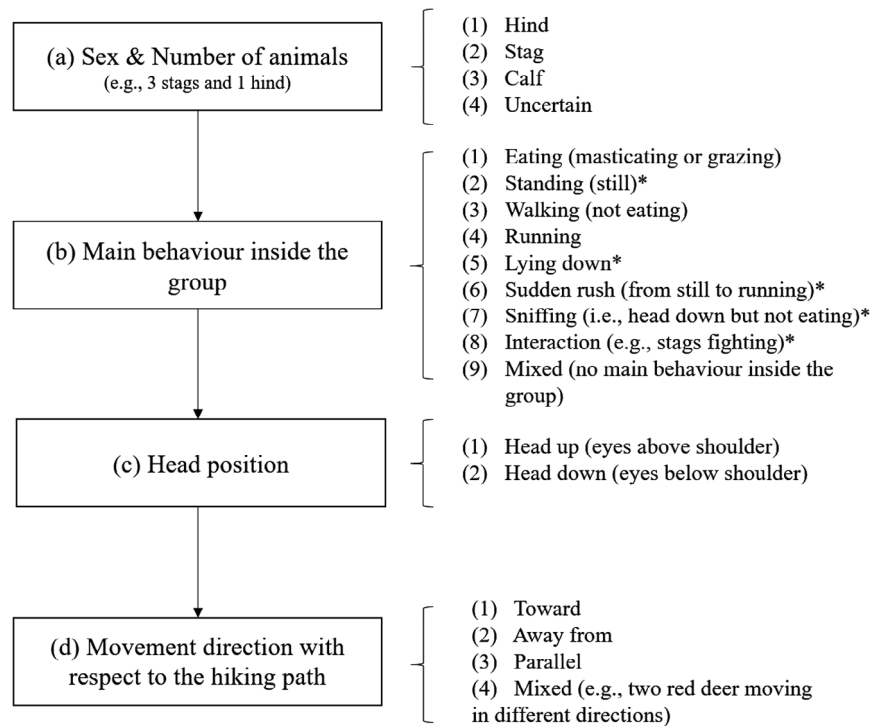 (a) Sex & Number of animals
(e.g., 3 stags and 1 hind)
(1) Hind
(2) Stag
(3) Calf
(4) Uncertain
(b) Main behaviour inside the
group
(1) Eating (masticating or grazing)
(2) Standing (still)*
(3) Walking (not eating)
(4) Running
(5) Lying down*
(6) Sudden rush (from still to running)*
(7) Sniffing (i.e., head down but not eating)*
(8) Interaction (e.g., stags fighting)*
(9) Mixed (no main behaviour inside the
group)
(c) Head position
(1) Head up (eyes above shoulder)
(2) Head down (eyes below shoulder)
(d) Movement direction with
respect to the hiking path
(1) Toward
(2) Away from
(3) Parallel
(4) Mixed (e.g., two red deer moving
in different directions)